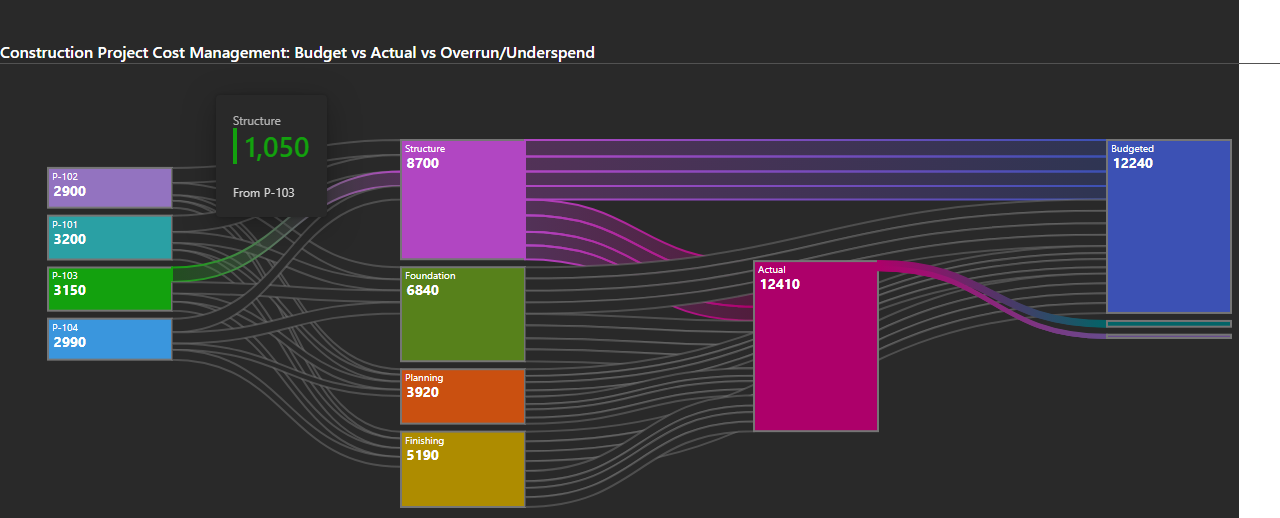 Construction Project Cost Management: Budget vs Actual vs Overrun/Underspend
Structure
1,050
From P-103
P-102
2900
P-101
3200
P-103
3150
P-104
2990
Structure
8700
Foundation
6840
Planning
3920
Finishing
5190
Actual
12410
Budgeted
12240